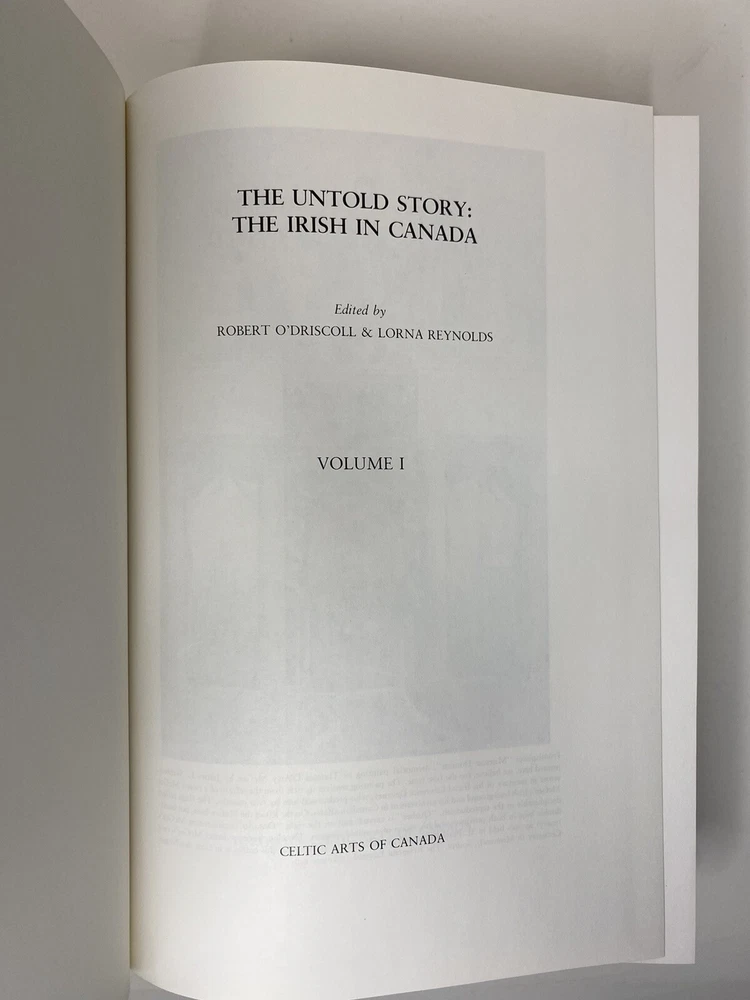 THE UNTOLD STORY:
THE IRISH IN CANADA
Edited by
ROBERT O'DRISCOLL & LORNA REYNOLDS
VOLUME I
CELTIC ARTS OF CANADA